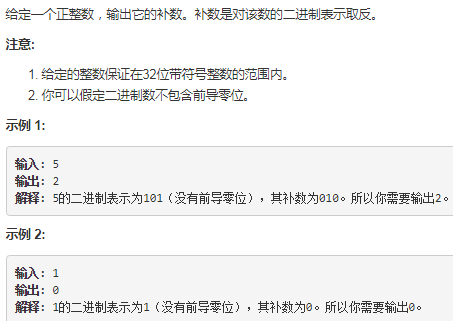 给定一个正整数，输出它的补数。补数是对该数的二进制表示取反。
注意:
1. 给定的整数保证在32位带符号整数的范围内。
2. 你可以假定二进制数不包含前导零位。
示例 1:
输入: 5
输出: 2
解释: 5的二进制表示为101（没有前导零位），其补数为010。所以你需要输出2。
示例 2:
输入: 1
输出: 0
解释: 1的二进制表示为1（没有前导零位），其补数为0。所以你需要输出0。